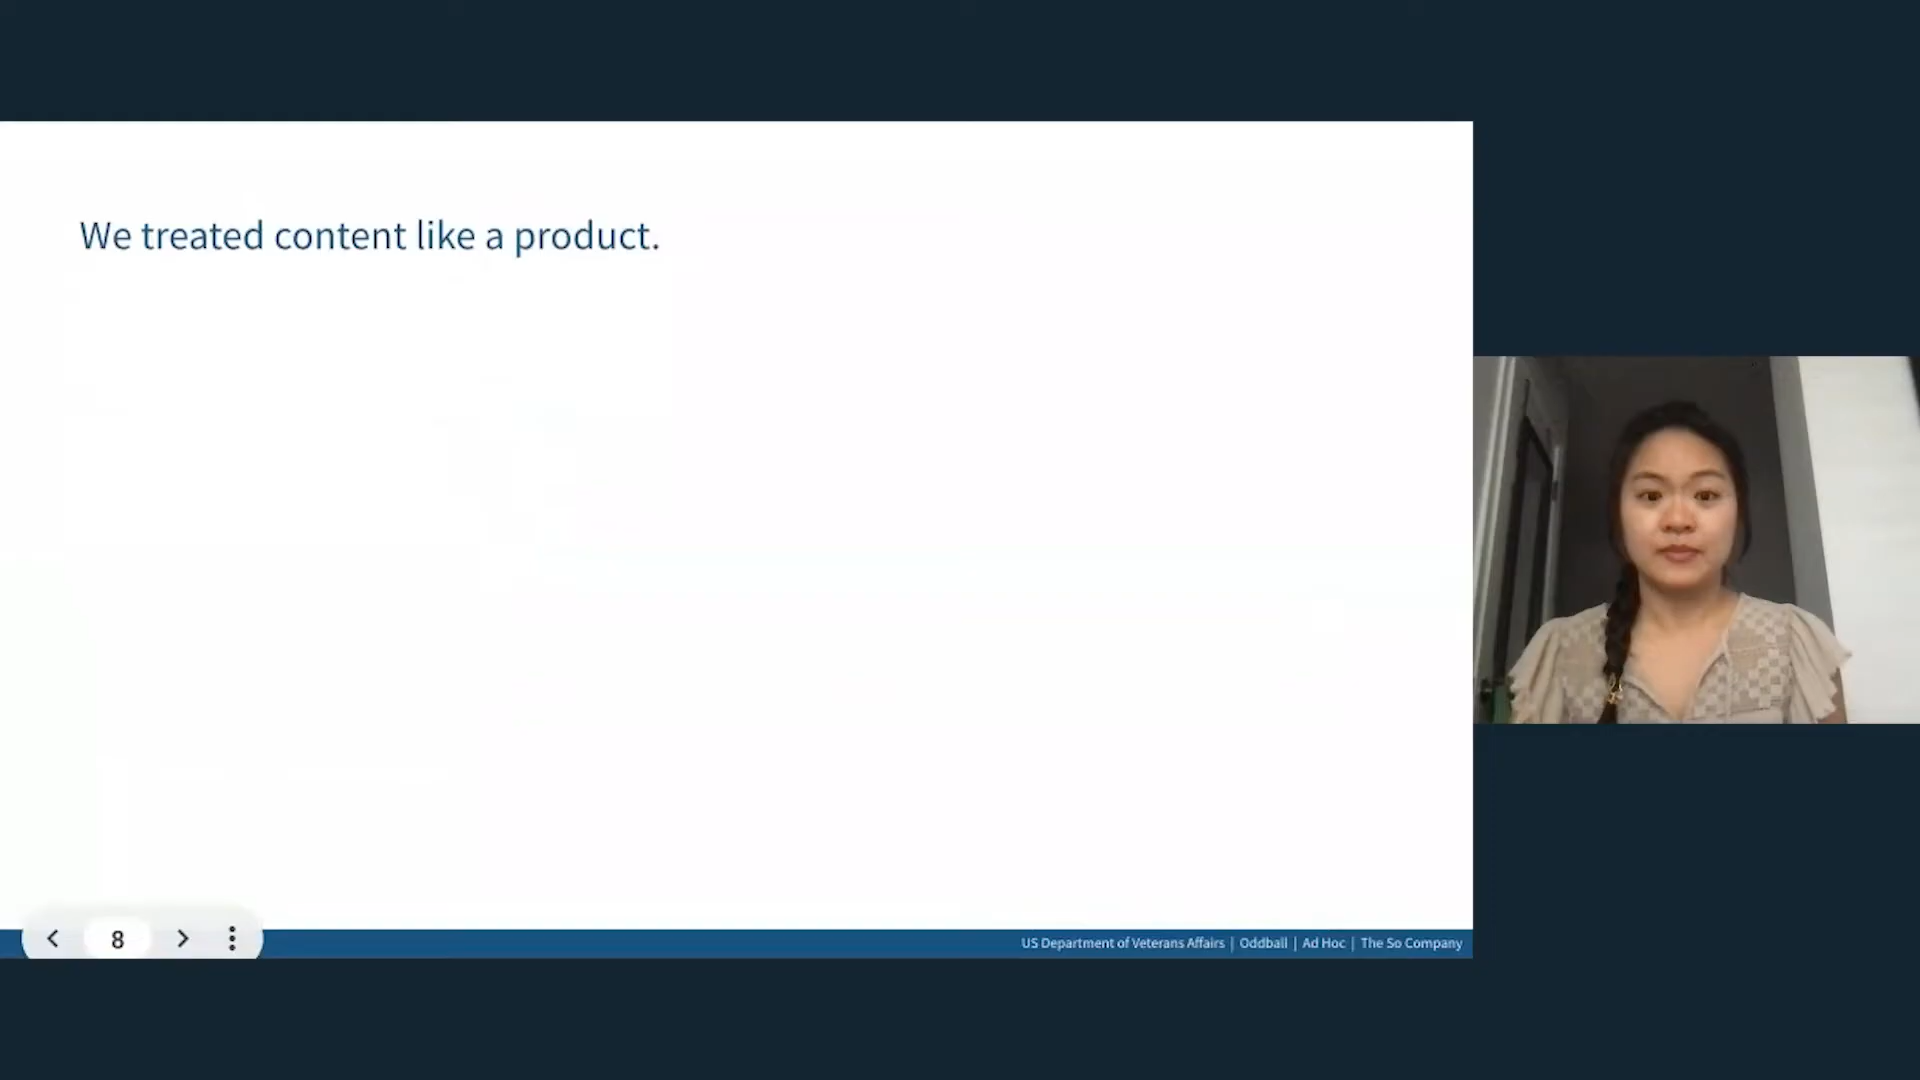 We treated content like a product.
8
US Department of Veterans Affairs | Oddball | Ad Hoc | The So Company